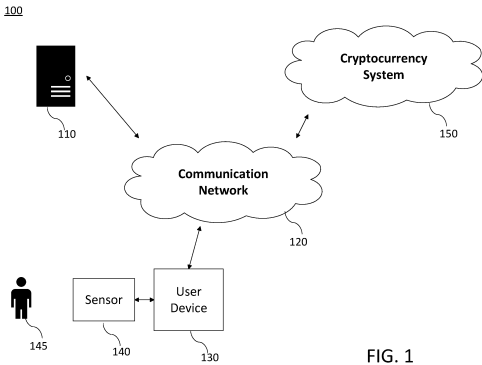 100
110
Cryptocurrency
System
150
Communication
Network
120
145
Sensor
140
User
Device
130
FIG. 1